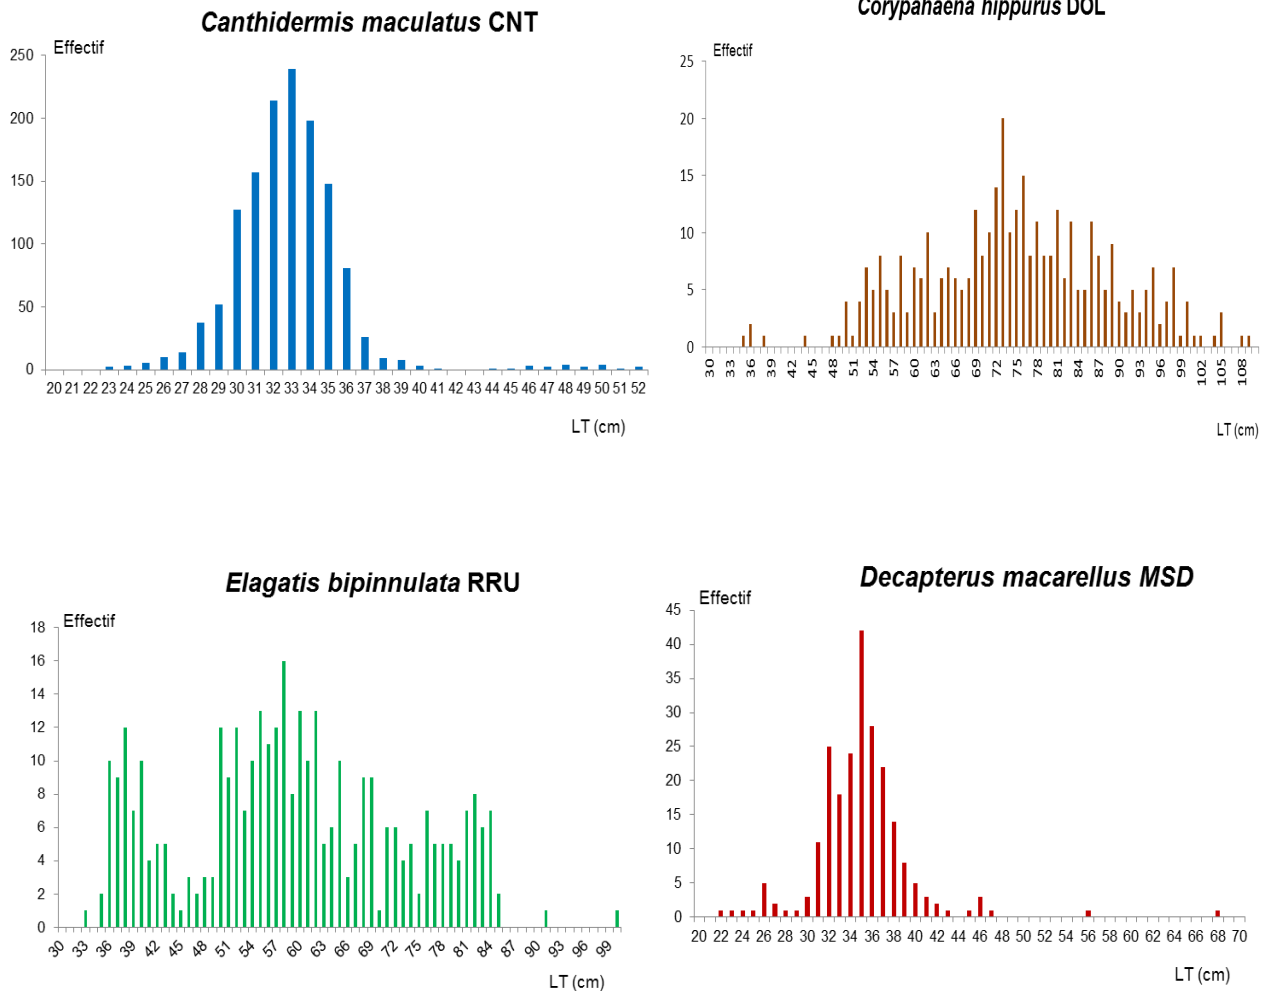 Canthidermis maculatus CNT
Effectif
250
200
150
100
50
0
20 21 22 23 24 25 26 27 28 29 30 31 32 33 34 35 36 37 38 39 40 41 42 43 44 45 46 47 48 49 50 51 52
LT (cm)
Corypahaena hippurus DOL
Effectif
25
20
15
10
5
0
30 33 36 39 42 45 48 51 54 57 60 63 66 69 72 75 78 81 84 87 90 93 96 99 102 105 108
LT (cm)
Elagatis bipinnulata RRU
Effectif
18
16
14
12
10
8
6
4
2
0
30 33 36 39 42 45 48 51 54 57 60 63 66 69 72 75 78 81 84 87 90 93 96 99
LT (cm)
Decapterus macarellus MSD
Effectif
45
40
35
30
25
20
15
10
5
0
20 22 24 26 28 30 32 34 36 38 40 42 44 46 48 50 52 54 56 58 60 62 64 66 68 70
LT (cm)